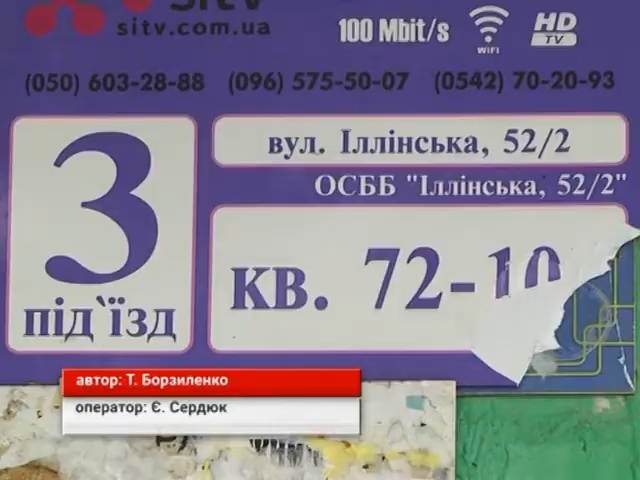 sitv
sitv.com.ua
100 Mbit/s
WiFi
HD
TV
(050) 603-28-88 (096) 575-50-07 (0542) 70-20-93
3
під`їзд
вул. Іллінська, 52/2
ОСББ "Іллінська, 52/2"
кв. 72-10
автор: Т. Борзиленко
оператор: Є. Сердюк